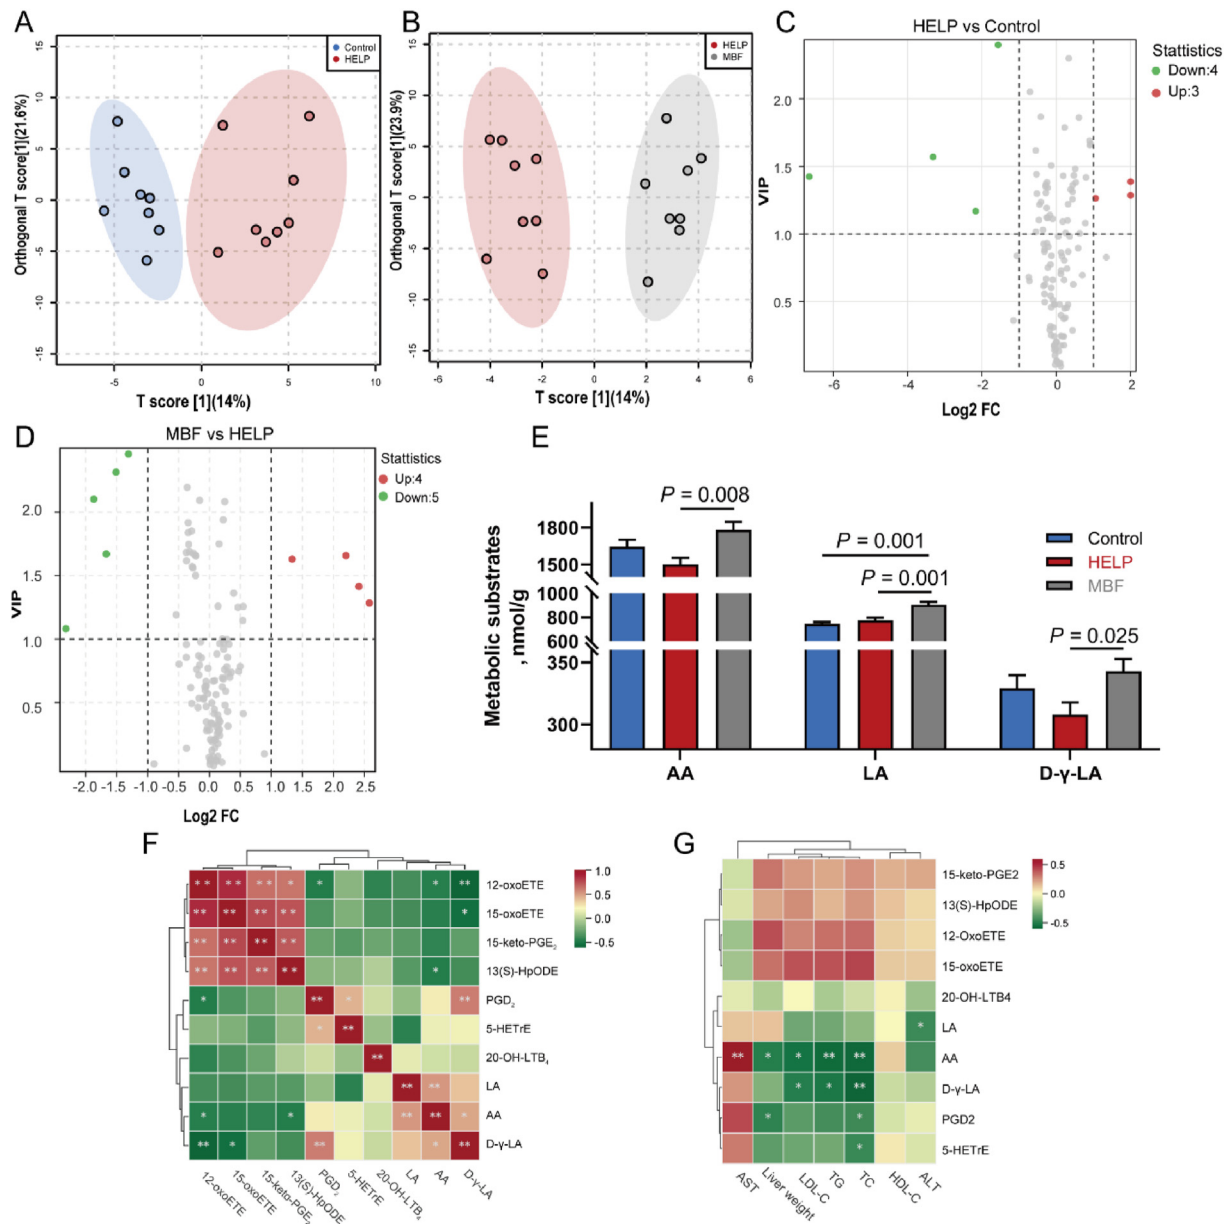 A
Control
HELP
Orthogonal T score[1](21.6%)
15
10
5
0
-5
-10
-15
-5
0
5
10
T score [1](14%)
B
HELP
MBF
Orthogonal T score[1](23.9%)
15
10
5
0
-5
-10
-15
-6
-4
-2
0
2
4
6
T score [1](14%)
C
HELP vs Control
Stattistics
Down:4
Up:3
VIP
2.0
1.5
1.0
0.5
-6
-4
-2
0
2
Log2 FC
D
MBF vs HELP
Stattistics
Up:4
Down:5
VIP
2.0
1.5
1.0
0.5
-2.0
-1.5
-1.0
-0.5
0.0
0.5
1.0
1.5
2.0
2.5
Log2 FC
E
Metabolic substrates
, nmol/g
1800
1500
1000
800
600
350
300
P = 0.008
P = 0.001
P = 0.001
P = 0.025
Control
HELP
MBF
AA
LA
D-γ-LA
F
12-oxoETE
15-oxoETE
15-keto-PGE2
13(S)-HpODE
PGD2
5-HETrE
20-OH-LTB4
LA
AA
D-γ-LA
12-oxoETE
15-oxoETE
15-keto-PGE2
13(S)-HpODE
PGD2
5-HETrE
20-OH-LTB4
LA
AA
D-γ-LA
1.0
0.5
0.0
-0.5
G
15-keto-PGE2
13(S)-HpODE
12-OxoETE
15-oxoETE
20-OH-LTB4
LA
AA
D-γ-LA
PGD2
5-HETrE
AST
Liver weight
LDL-C
TG
TC
HDL-C
ALT
0.5
0.0
-0.5